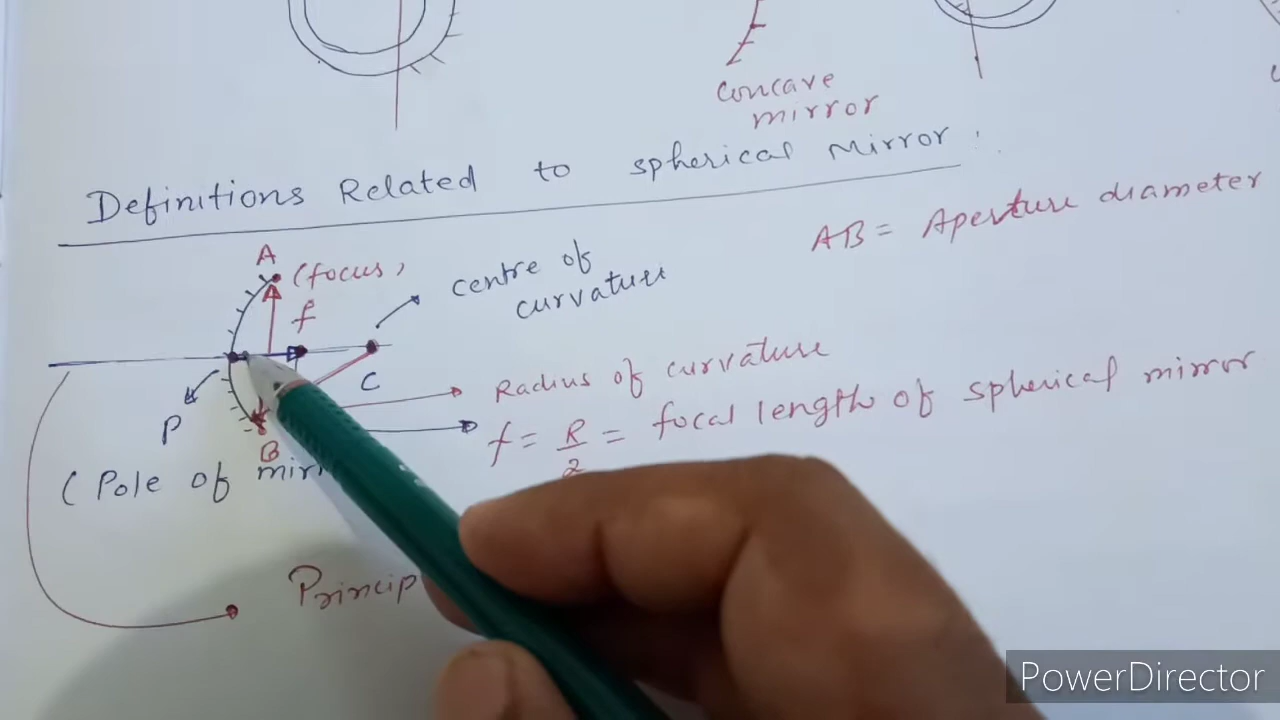 concave
mirror
Definitions Related to spherical Mirror
AB = Aperture diameter
A
(focus,
f
centre of
curvature
C
P
B
Radius of curvature
f = R/2 = focal length of spherical mirror
(Pole of
PowerDirector